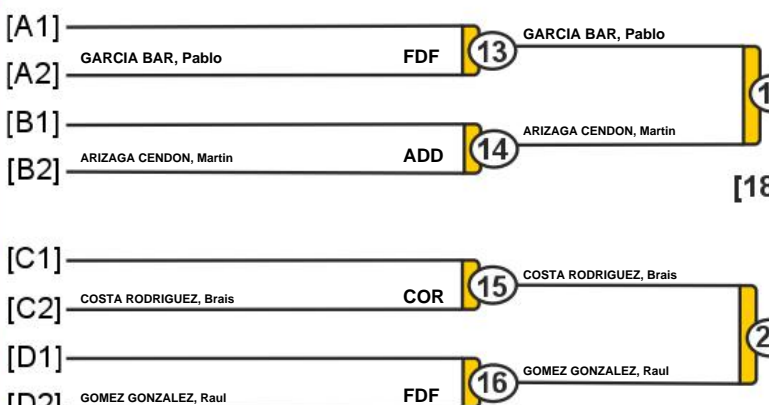 [A1]
GARCIA BAR, Pablo
[A2] GARCIA BAR, Pablo FDF 13
[B1]
ARIZAGA CENDON, Martin
[B2] ARIZAGA CENDON, Martin ADD 14
[18
[C1]
COSTA RODRIGUEZ, Brais
[C2] COSTA RODRIGUEZ, Brais COR 15
[D1]
GOMEZ GONZALEZ, Raul
[D2] GOMEZ GONZALEZ, Raul FDF 16